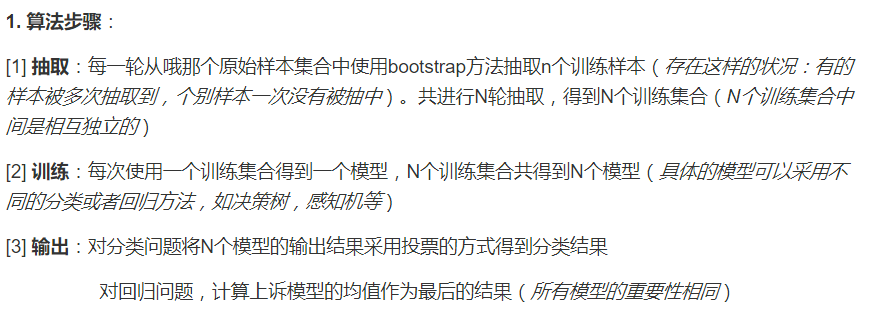 1. 算法步骤：
[1] 抽取：每一轮从哦那个原始样本集合中使用bootstrap方法抽取n个训练样本（存在这样的状况：有的
样本被多次抽取到，个别样本一次没有被抽中）。共进行N轮抽取，得到N个训练集合（N个训练集合中
间是相互独立的）
[2] 训练：每次使用一个训练集合得到一个模型，N个训练集合共得到N个模型（具体的模型可以采用不
同的分类或者回归方法，如决策树，感知机等）
[3] 输出：对分类问题将N个模型的输出结果采用投票的方式得到分类结果
对回归问题，计算上诉模型的均值作为最后的结果（所有模型的重要性相同）